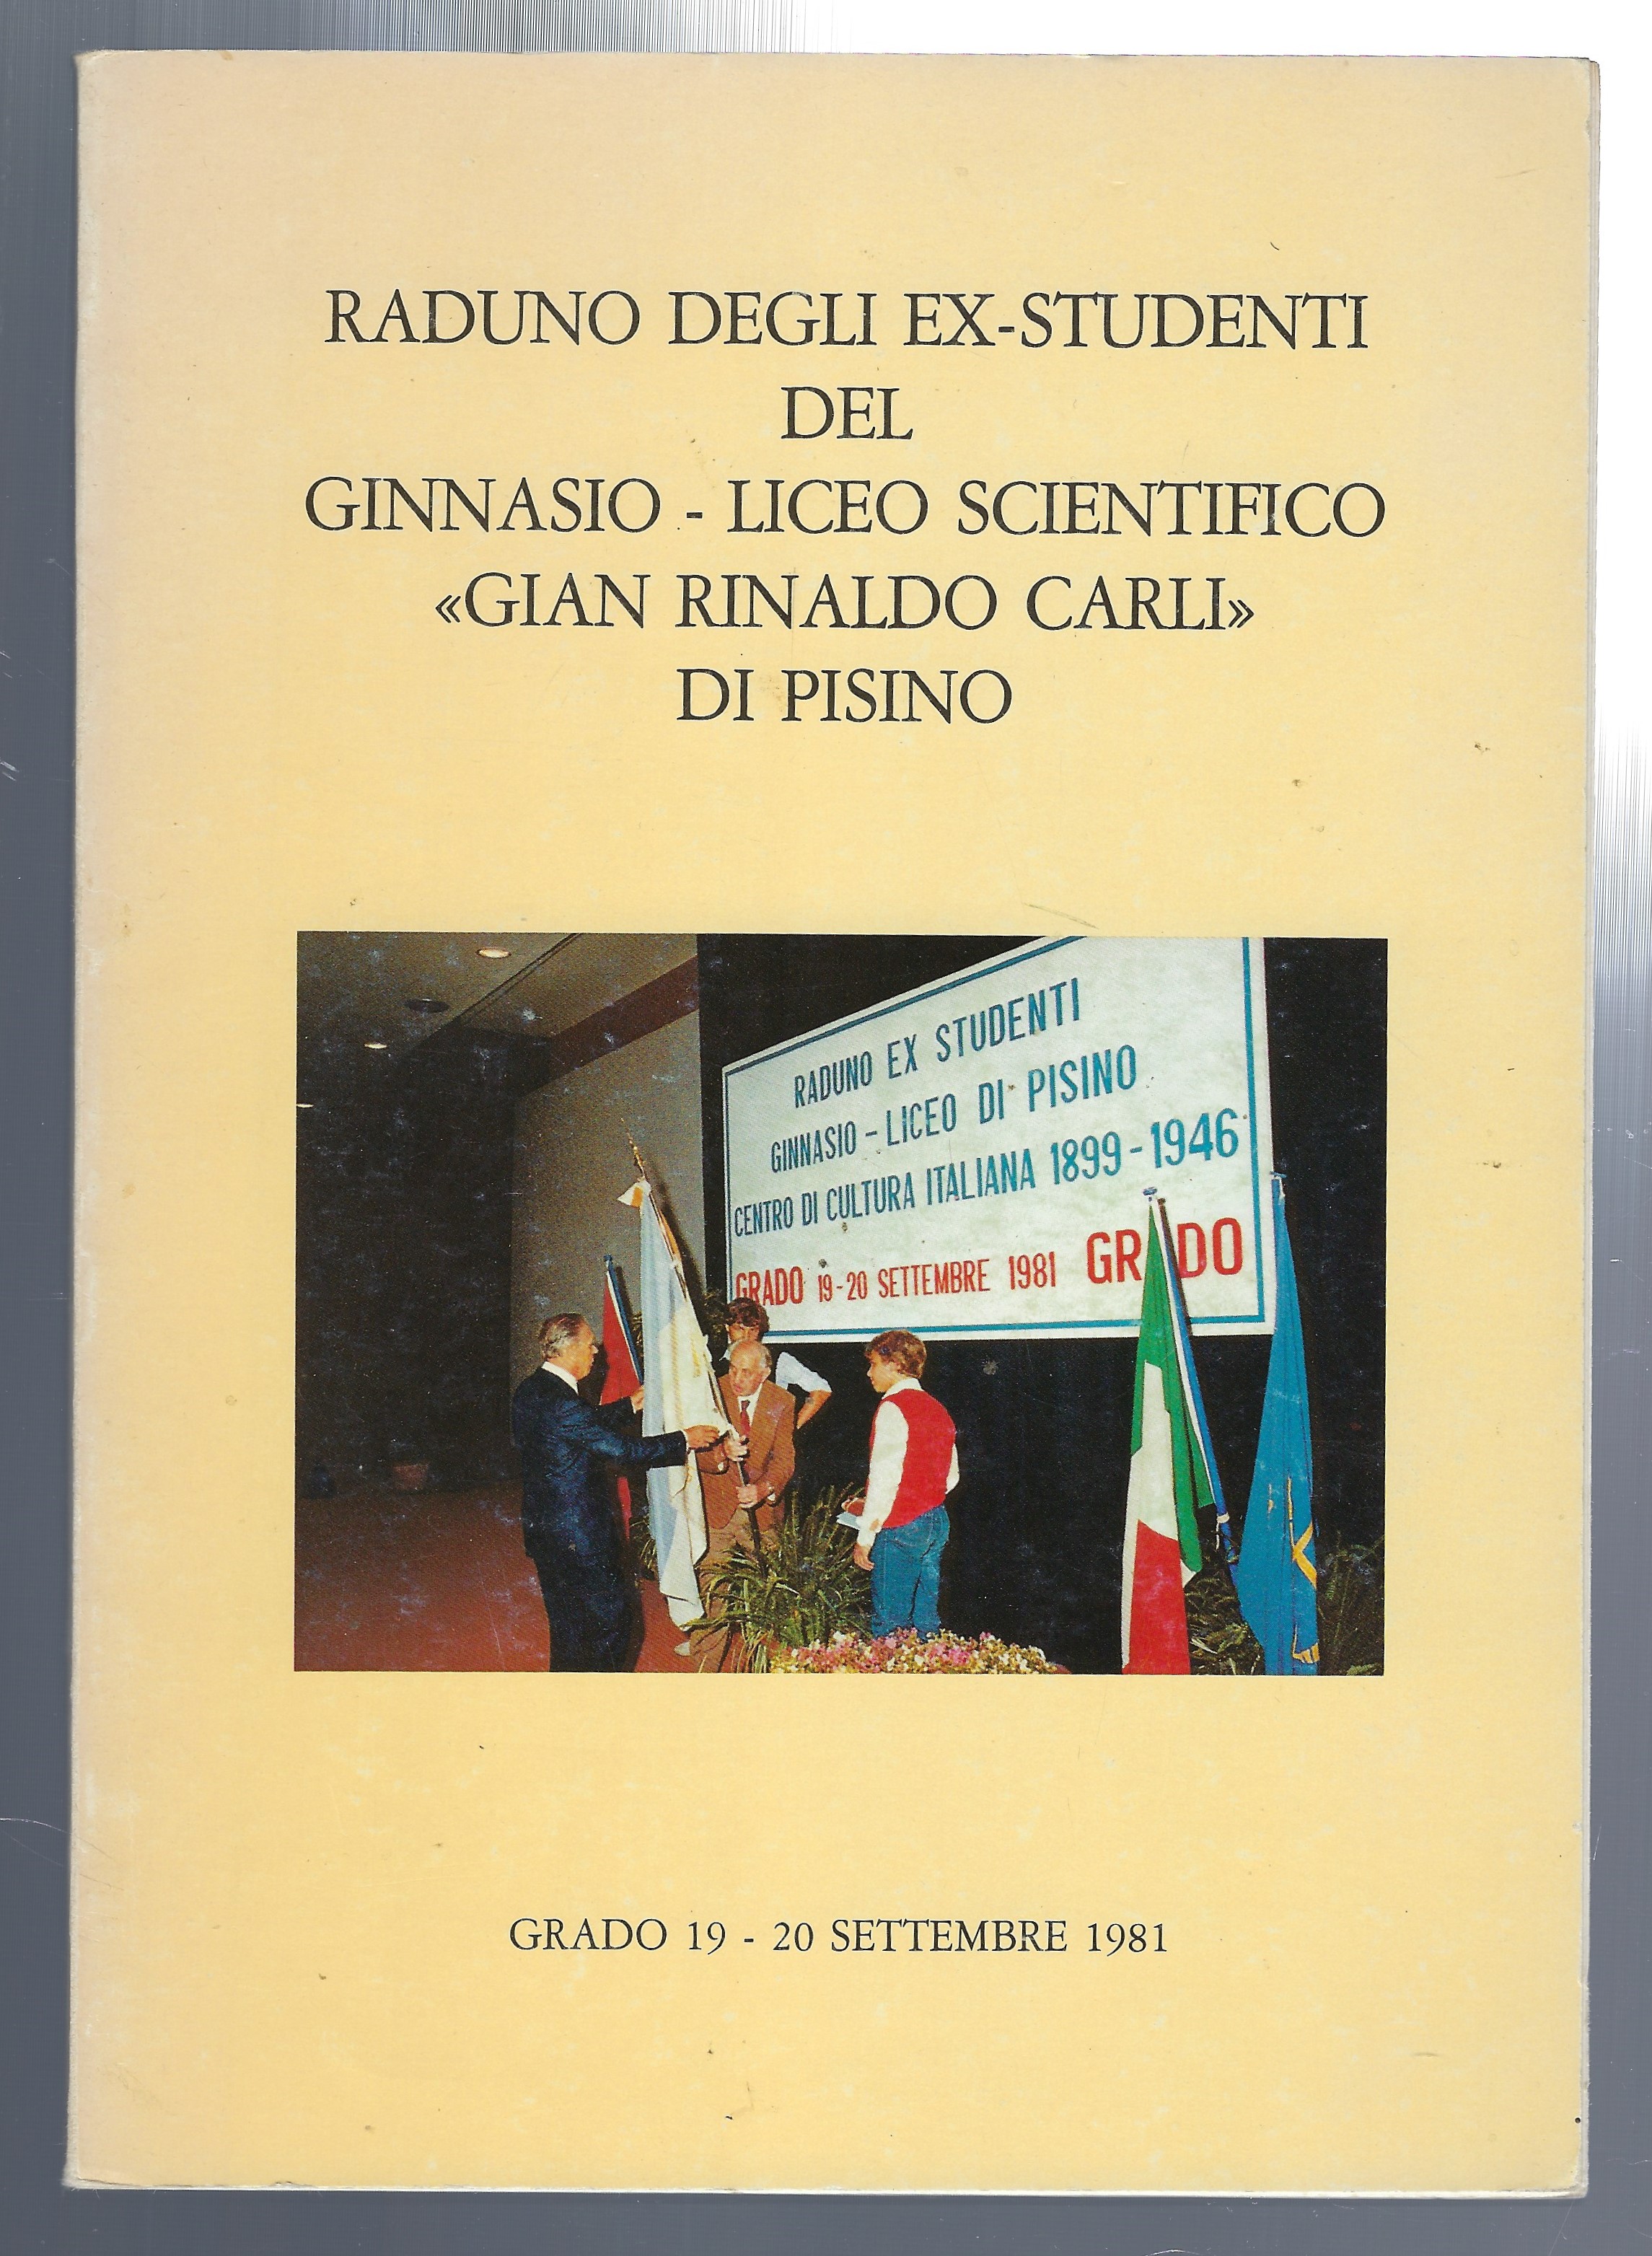 RADUNO DEGLI EX-STUDENTI
DEL
GINNASIO - LICEO SCIENTIFICO
«GIAN RINALDO CARLI»
DI PISINO
RADUNO EX STUDENTI
GINNASIO - LICEO DI PISINO
CENTRO DI CULTURA ITALIANA 1899-1946
GRADO 19-20 SETTEMBRE 1981 GRADO
GRADO 19 - 20 SETTEMBRE 1981